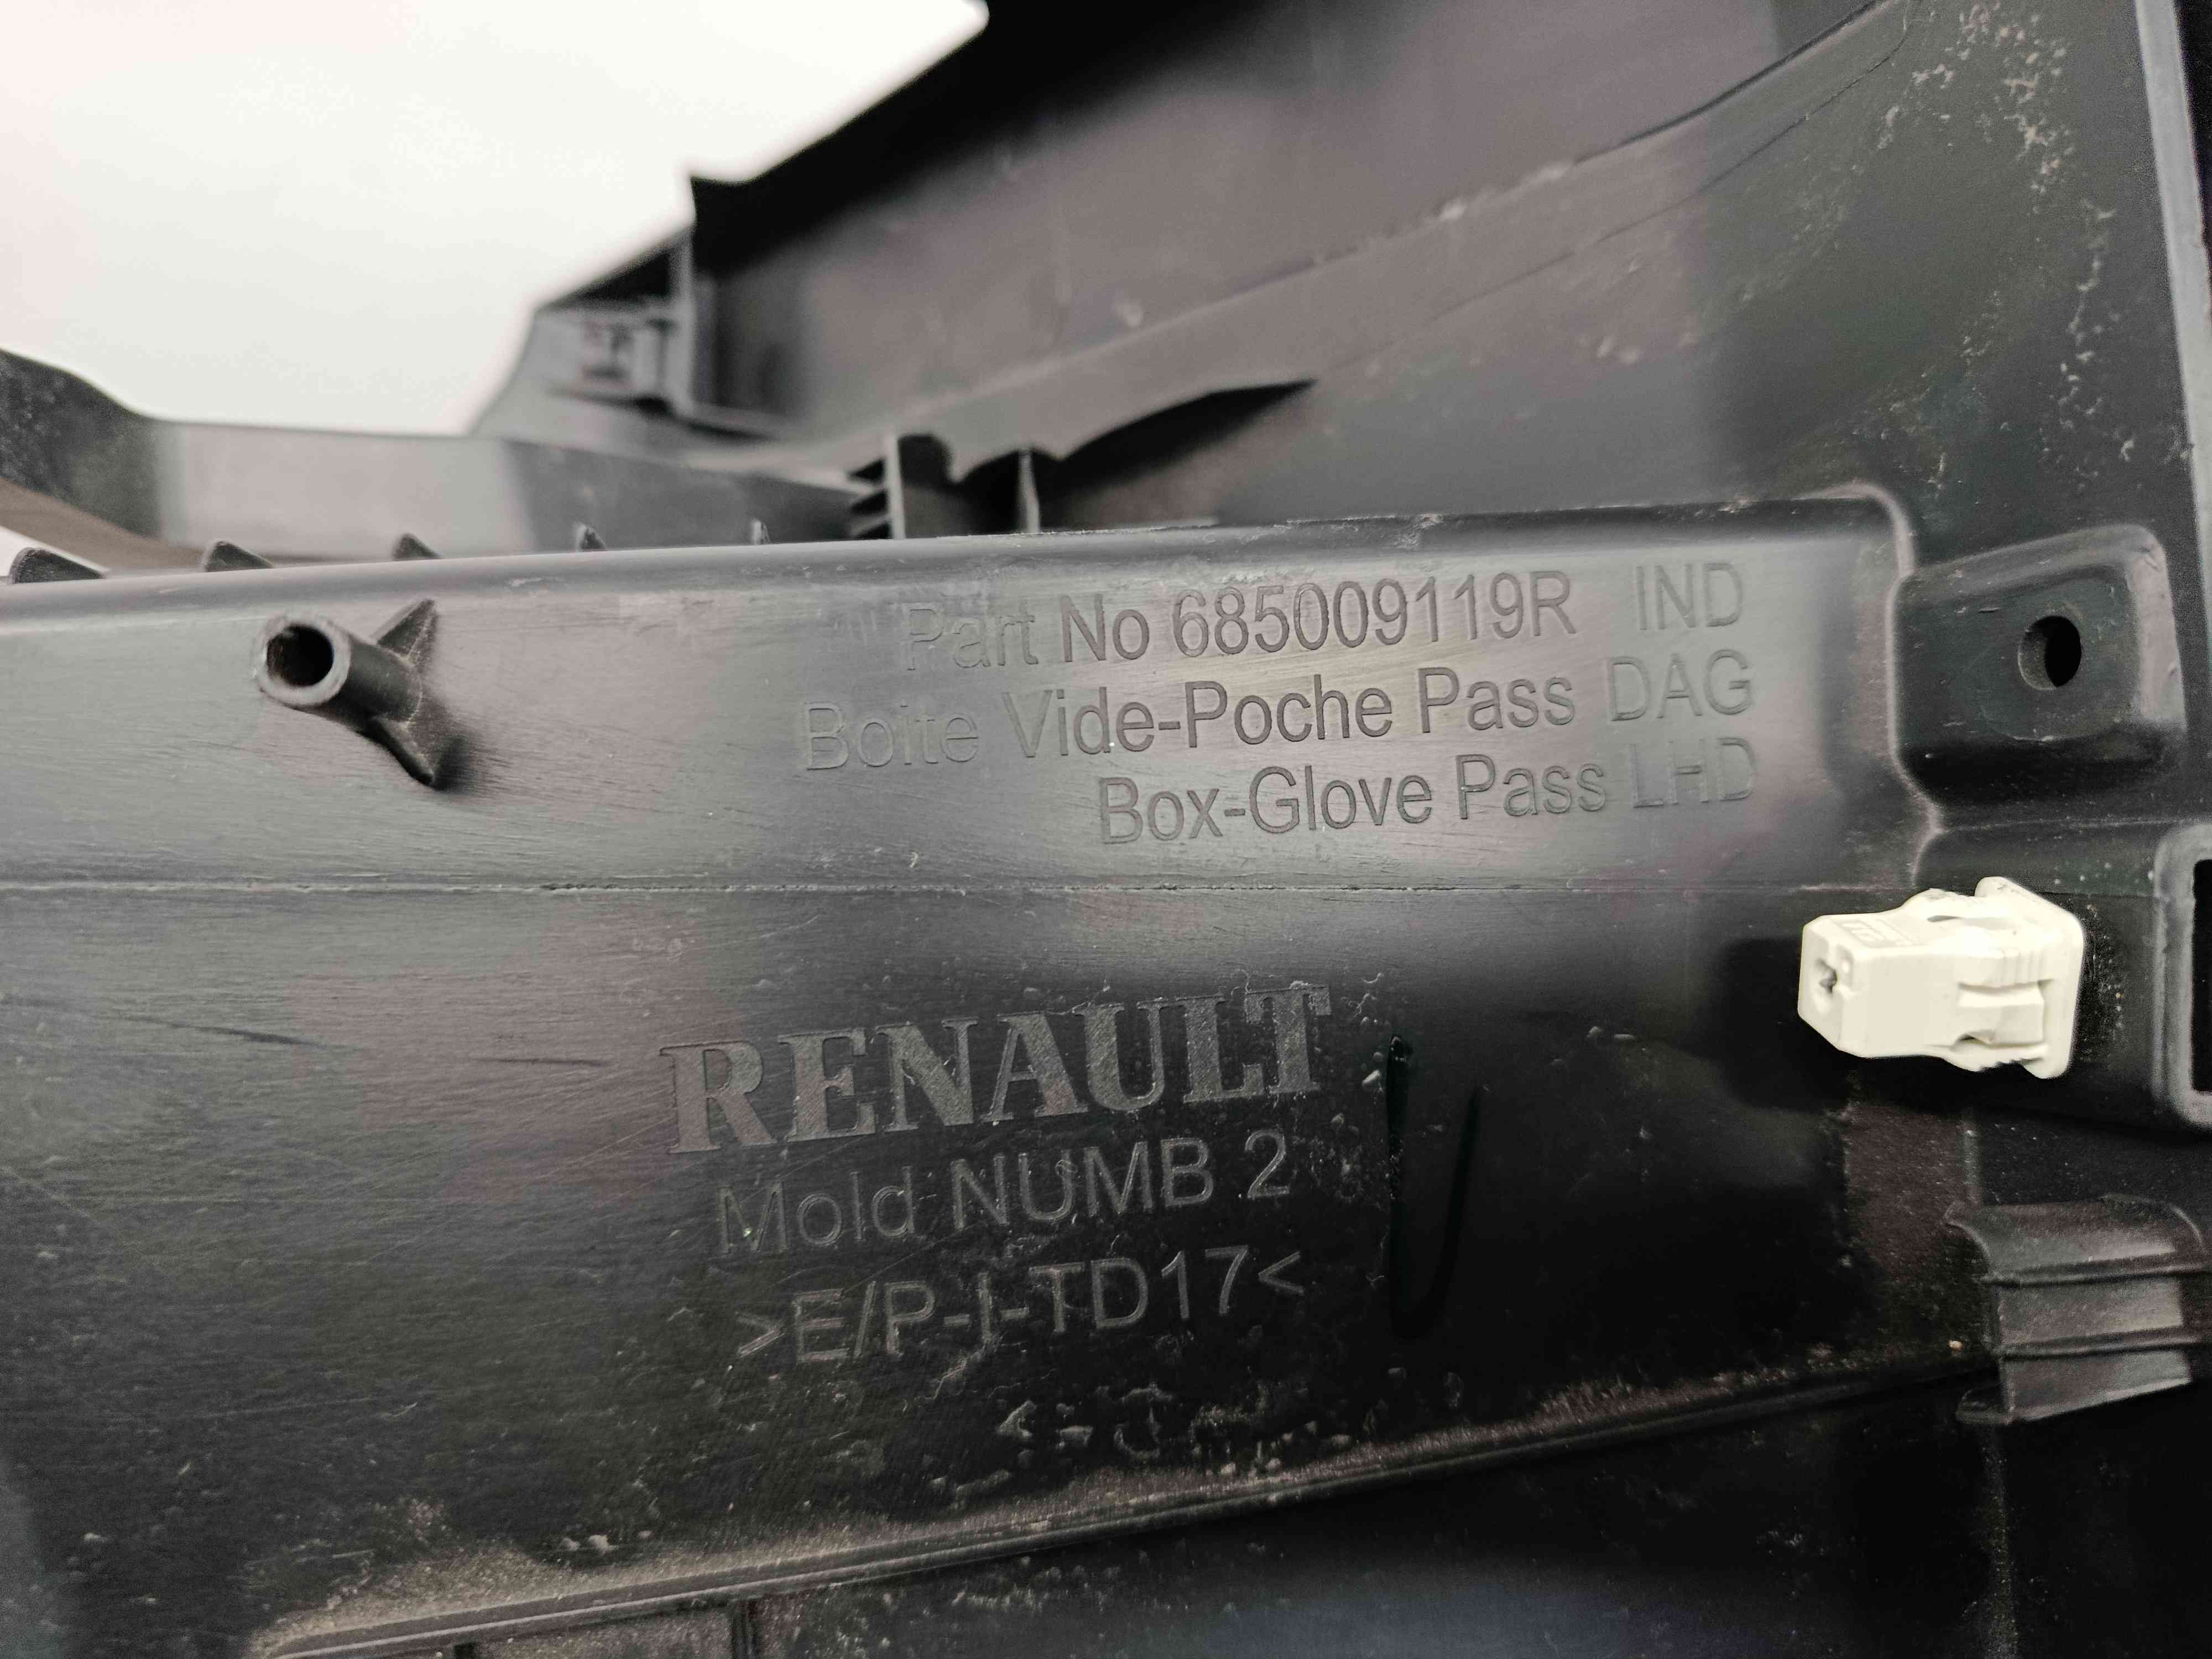 Part No 685009119R IND
Boite Vide-Poche Pass DAG
Box-Glove Pass LHD
RENAULT
Mold NUMB 2
>E/P-I-TD17<